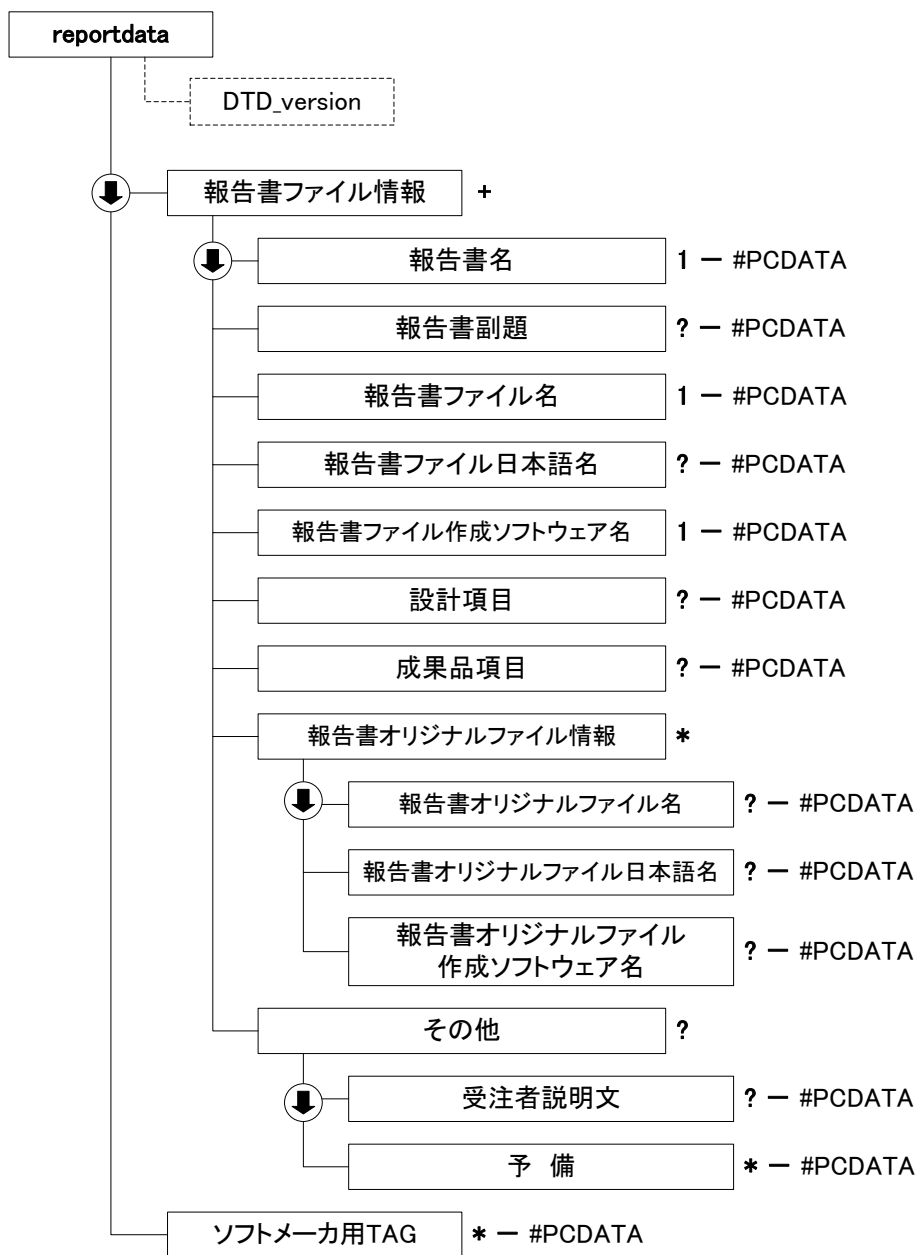 reportdata
DTD_version
報告書ファイル情報 +
報告書名 1 ー #PCDATA
報告書副題 ? ー #PCDATA
報告書ファイル名 1 ー #PCDATA
報告書ファイル日本語名 ? ー #PCDATA
報告書ファイル作成ソフトウェア名 1 ー #PCDATA
設計項目 ? ー #PCDATA
成果品項目 ? ー #PCDATA
報告書オリジナルファイル情報 *
報告書オリジナルファイル名 ? ー #PCDATA
報告書オリジナルファイル日本語名 ? ー #PCDATA
報告書オリジナルファイル
作成ソフトウェア名 ? ー #PCDATA
その他 ?
受注者説明文 ? ー #PCDATA
予 備 * ー #PCDATA
ソフトメーカ用TAG * ー #PCDATA